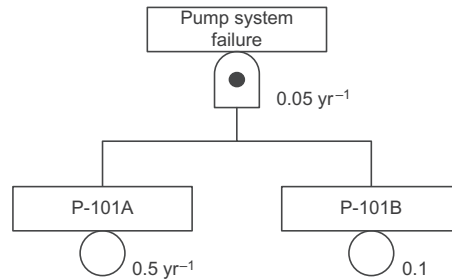 Pump system
failure
0.05 yr⁻¹
P-101A
P-101B
0.5 yr⁻¹
0.1